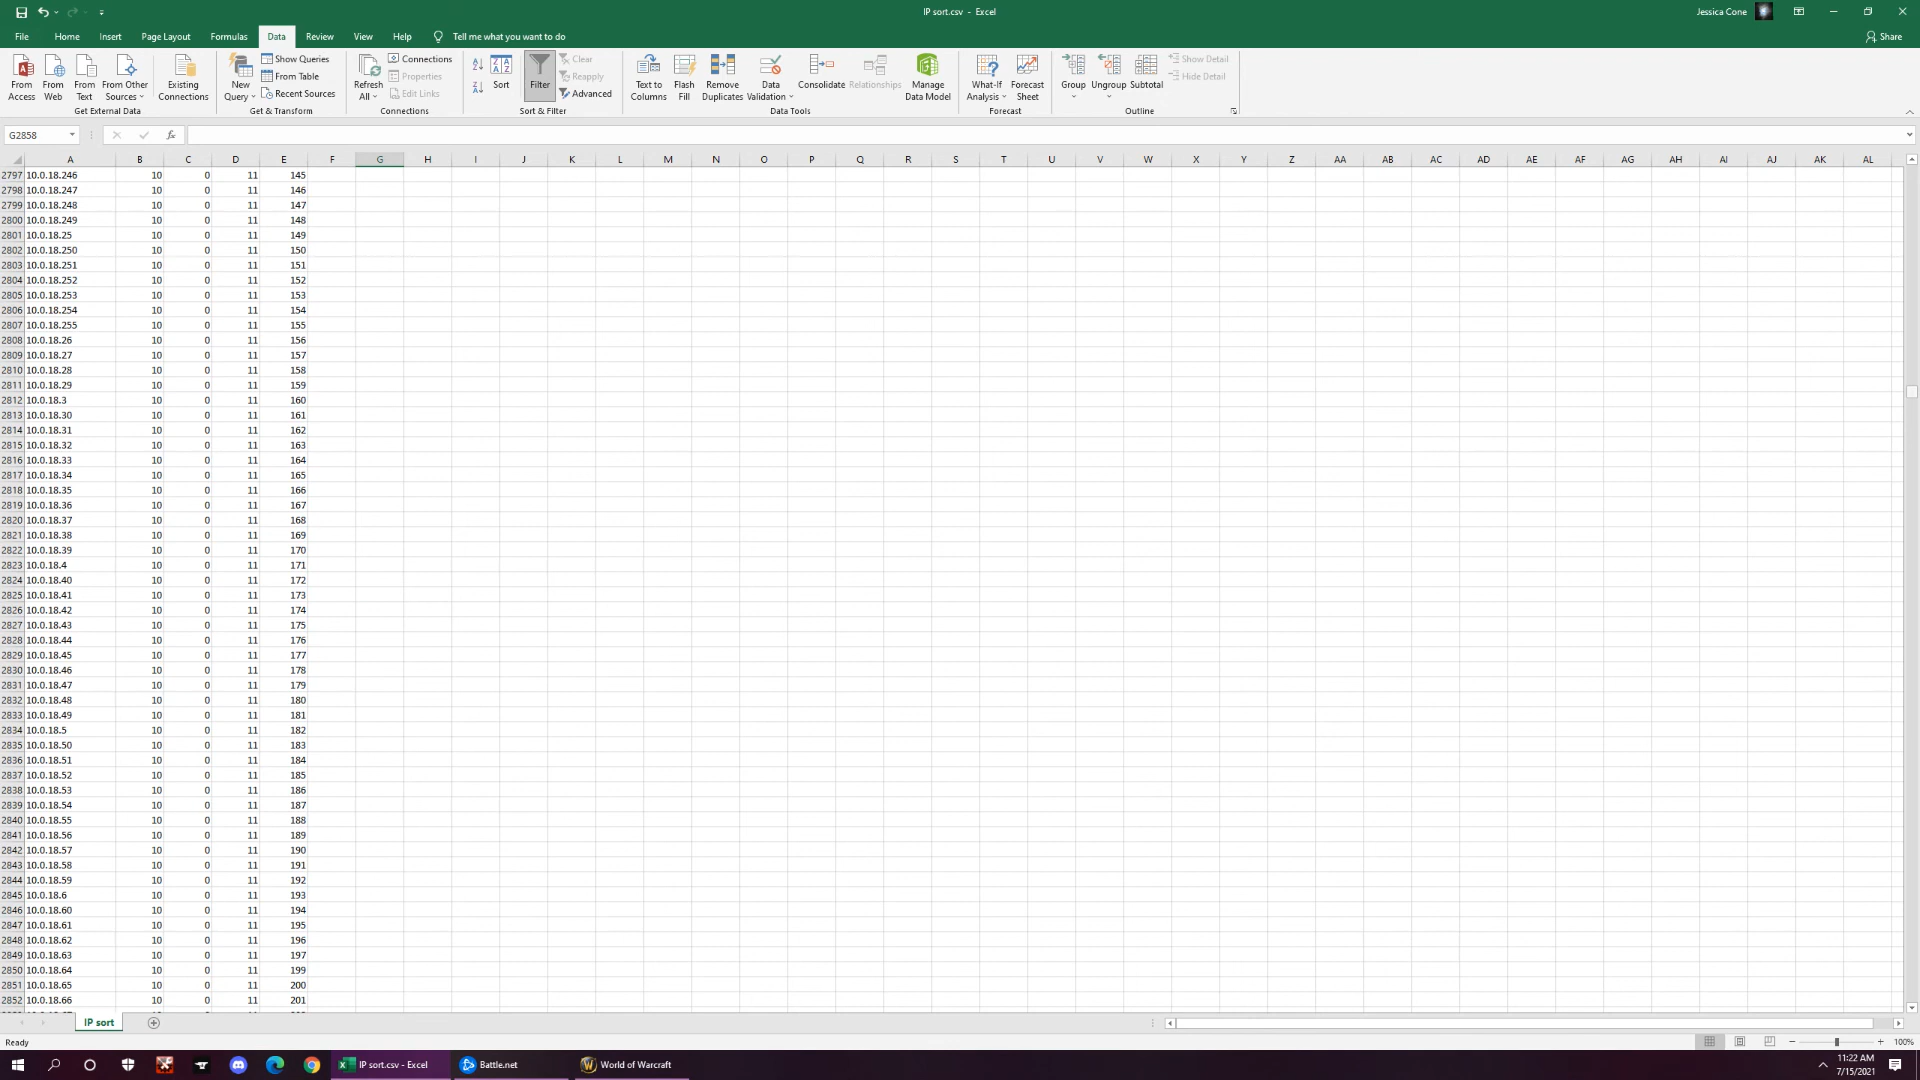 IP sort.csv - Excel
Jessica Cone
File Home Insert Page Layout Formulas Data Review View Help Tell me what you want to do
Share
From Access
From Web
From Text
From Other Sources
Existing Connections
Get External Data
New Query
Show Queries
From Table
Recent Sources
Get & Transform
Refresh All
Connections
Properties
Edit Links
Connections
Sort
Filter
Clear
Reapply
Advanced
Sort & Filter
Text to Columns
Flash Fill
Remove Duplicates
Data Validation
Consolidate
Relationships
Manage Data Model
Data Tools
What-If Analysis
Forecast Sheet
Forecast
Group
Ungroup
Subtotal
Show Detail
Hide Detail
Outline
G2858
fx
A B C D E F G H I J K L M N O P Q R S T U V W X Y Z AA AB AC AD AE AF AG AH AI AJ AK AL
2797 10.0.18.246 10 0 11 145
2798 10.0.18.247 10 0 11 146
2799 10.0.18.248 10 0 11 147
2800 10.0.18.249 10 0 11 148
2801 10.0.18.25 10 0 11 149
2802 10.0.18.250 10 0 11 150
2803 10.0.18.251 10 0 11 151
2804 10.0.18.252 10 0 11 152
2805 10.0.18.253 10 0 11 153
2806 10.0.18.254 10 0 11 154
2807 10.0.18.255 10 0 11 155
2808 10.0.18.26 10 0 11 156
2809 10.0.18.27 10 0 11 157
2810 10.0.18.28 10 0 11 158
2811 10.0.18.29 10 0 11 159
2812 10.0.18.3 10 0 11 160
2813 10.0.18.30 10 0 11 161
2814 10.0.18.31 10 0 11 162
2815 10.0.18.32 10 0 11 163
2816 10.0.18.33 10 0 11 164
2817 10.0.18.34 10 0 11 165
2818 10.0.18.35 10 0 11 166
2819 10.0.18.36 10 0 11 167
2820 10.0.18.37 10 0 11 168
2821 10.0.18.38 10 0 11 169
2822 10.0.18.39 10 0 11 170
2823 10.0.18.4 10 0 11 171
2824 10.0.18.40 10 0 11 172
2825 10.0.18.41 10 0 11 173
2826 10.0.18.42 10 0 11 174
2827 10.0.18.43 10 0 11 175
2828 10.0.18.44 10 0 11 176
2829 10.0.18.45 10 0 11 177
2830 10.0.18.46 10 0 11 178
2831 10.0.18.47 10 0 11 179
2832 10.0.18.48 10 0 11 180
2833 10.0.18.49 10 0 11 181
2834 10.0.18.5 10 0 11 182
2835 10.0.18.50 10 0 11 183
2836 10.0.18.51 10 0 11 184
2837 10.0.18.52 10 0 11 185
2838 10.0.18.53 10 0 11 186
2839 10.0.18.54 10 0 11 187
2840 10.0.18.55 10 0 11 188
2841 10.0.18.56 10 0 11 189
2842 10.0.18.57 10 0 11 190
2843 10.0.18.58 10 0 11 191
2844 10.0.18.59 10 0 11 192
2845 10.0.18.6 10 0 11 193
2846 10.0.18.60 10 0 11 194
2847 10.0.18.61 10 0 11 195
2848 10.0.18.62 10 0 11 196
2849 10.0.18.63 10 0 11 197
2850 10.0.18.64 10 0 11 199
2851 10.0.18.65 10 0 11 200
2852 10.0.18.66 10 0 11 201
IP sort
Ready
100%
IP sort.csv - Excel
Battle.net
World of Warcraft
11:22 AM
7/15/2021